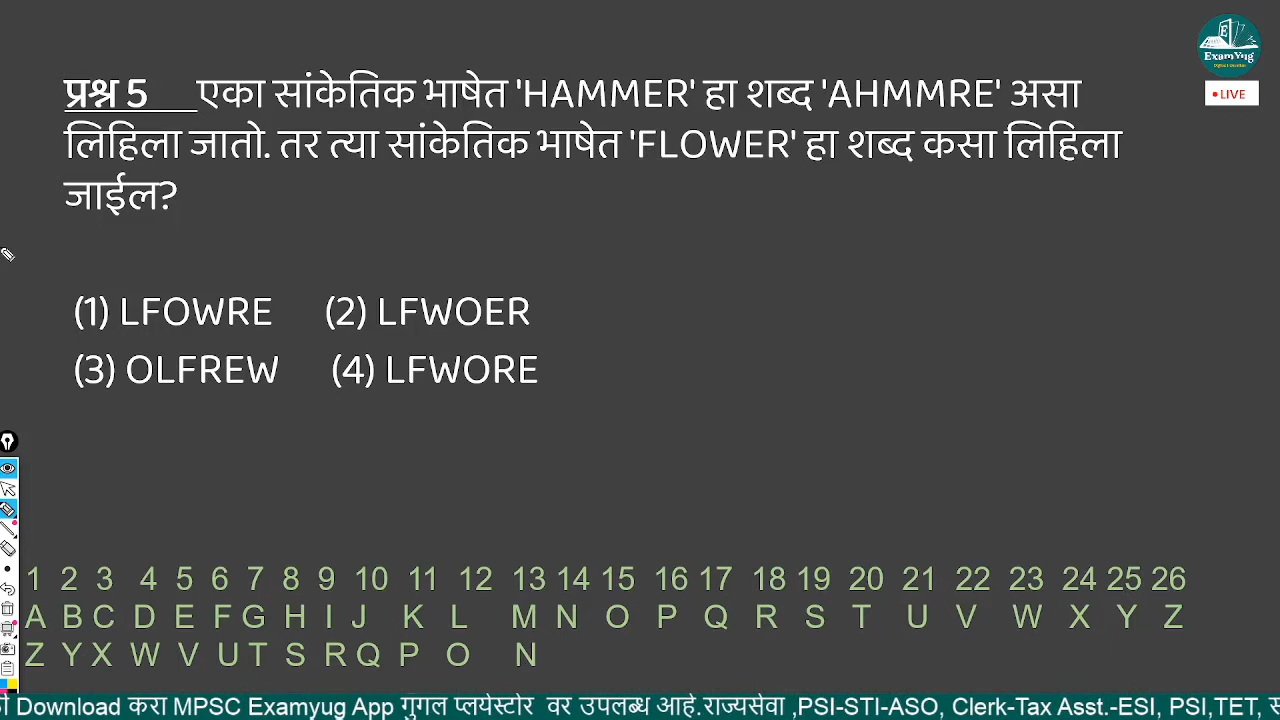 ExamYug
• LIVE
प्रश्न 5 एका सांकेतिक भाषेत 'HAMMER' हा शब्द 'AHMMRE' असा
लिहिला जातो. तर त्या सांकेतिक भाषेत 'FLOWER' हा शब्द कसा लिहिला
जाईल?
(1) LFOWRE (2) LFWOER
(3) OLFREW (4) LFWORE
1 2 3 4 5 6 7 8 9 10 11 12 13 14 15 16 17 18 19 20 21 22 23 24 25 26
A B C D E F G H I J K L M N O P Q R S T U V W X Y Z
Z Y X W V U T S R Q P O N
Download करा MPSC Examyug App गुगल प्लयेस्टोर वर उपलब्ध आहे.राज्यसेवा ,PSI-STI-ASO, Clerk-Tax Asst.-ESI, PSI,TET,